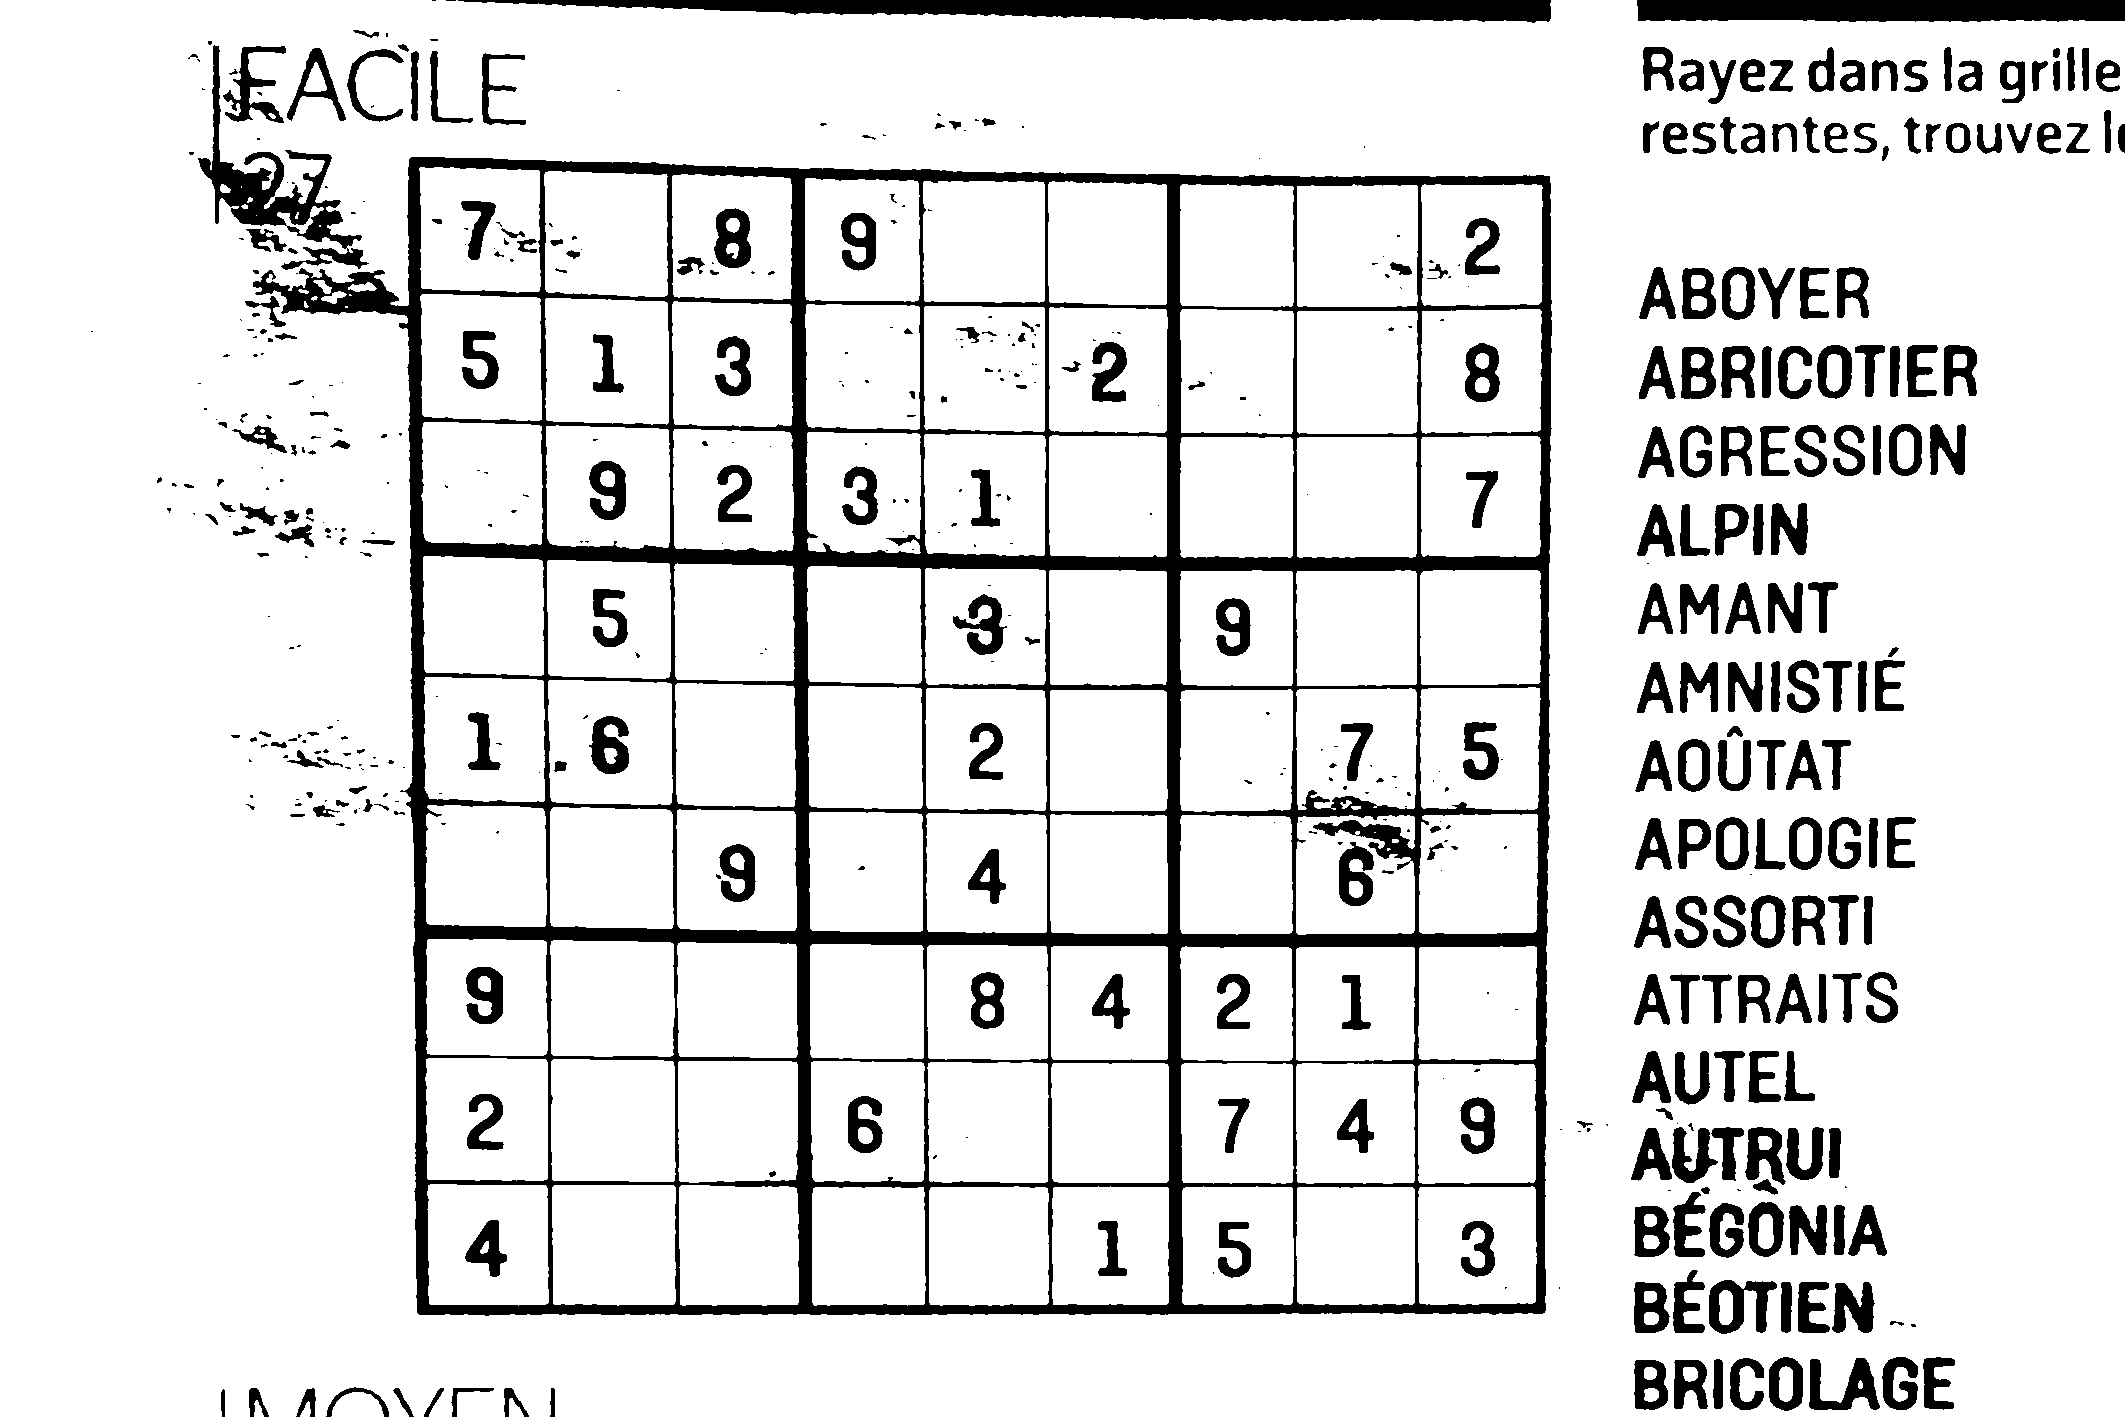 FACILE
27
7 8 9 2
5 1 3 2 8
9 2 3 1 7
5 3 9
1 6 2 7 5
9 4 6
9 8 4 2 1
2 6 7 4 9
4 1 5 3
MOYEN
Rayez dans la grille
restantes, trouvez
ABOYER
ABRICOTIER
AGRESSION
ALPIN
AMANT
AMNISTIÉ
AOÛTAT
APOLOGIE
ASSORTI
ATTRAITS
AUTEL
AUTRUI
BÉGONIA
BÉOTIEN
BRICOLAGE